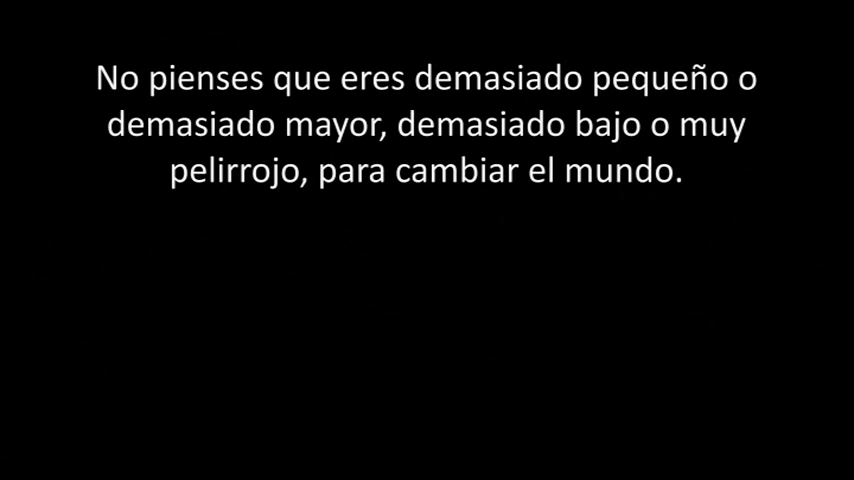 No pienses que eres demasiado pequeño o
demasiado mayor, demasiado bajo o muy
pelirrojo, para cambiar el mundo.